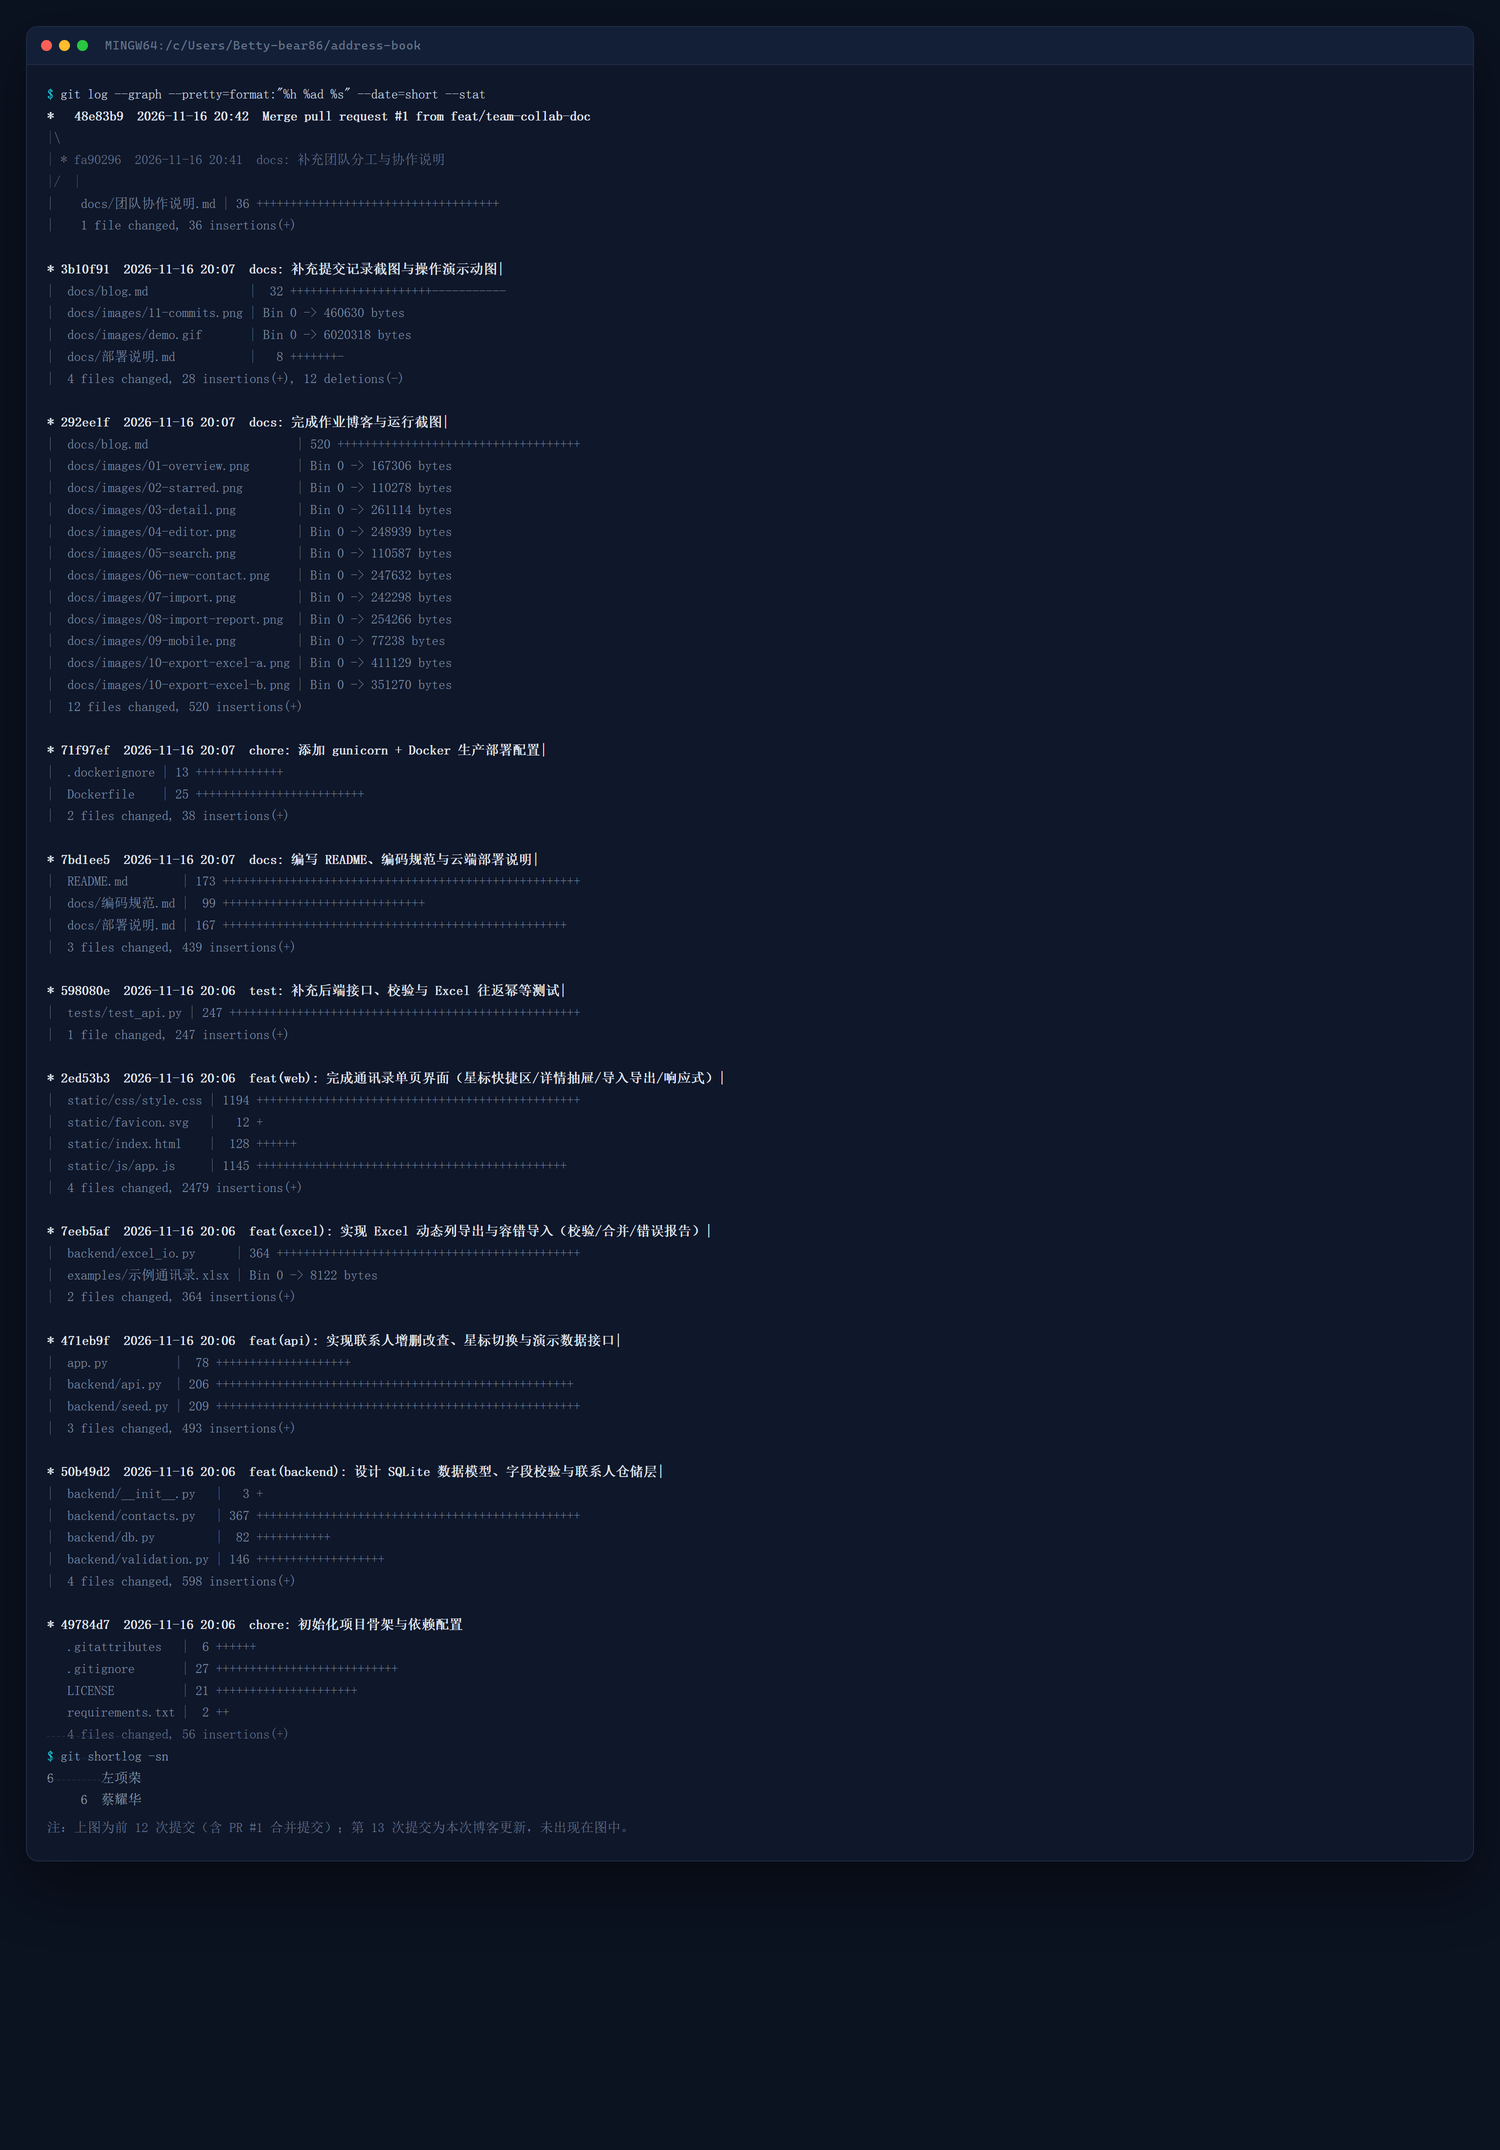 MINGW64:/c/Users/Betty-bear86/address-book
$ git log --graph --pretty=format:"%h %ad %s" --date=short --stat
*   48e83b9  2026-11-16 20:42  Merge pull request #1 from feat/team-collab-doc
|\
| * fa90296  2026-11-16 20:41  docs: 补充团队分工与协作说明
|/  |
|    docs/团队协作说明.md | 36 ++++++++++++++++++++++++++++++++++++
|    1 file changed, 36 insertions(+)
* 3b10f91  2026-11-16 20:07  docs: 补充提交记录截图与操作演示动图|
|  docs/blog.md               |  32 +++++++++++++++++++++-----------
|  docs/images/11-commits.png | Bin 0 -> 460630 bytes
|  docs/images/demo.gif       | Bin 0 -> 6020318 bytes
|  docs/部署说明.md           |   8 +++++++-
|  4 files changed, 28 insertions(+), 12 deletions(-)
* 292ee1f  2026-11-16 20:07  docs: 完成作业博客与运行截图|
|  docs/blog.md                      | 520 ++++++++++++++++++++++++++++++++++++
|  docs/images/01-overview.png       | Bin 0 -> 167306 bytes
|  docs/images/02-starred.png        | Bin 0 -> 110278 bytes
|  docs/images/03-detail.png         | Bin 0 -> 261114 bytes
|  docs/images/04-editor.png         | Bin 0 -> 248939 bytes
|  docs/images/05-search.png         | Bin 0 -> 110587 bytes
|  docs/images/06-new-contact.png    | Bin 0 -> 247632 bytes
|  docs/images/07-import.png         | Bin 0 -> 242298 bytes
|  docs/images/08-import-report.png  | Bin 0 -> 254266 bytes
|  docs/images/09-mobile.png         | Bin 0 -> 77238 bytes
|  docs/images/10-export-excel-a.png | Bin 0 -> 411129 bytes
|  docs/images/10-export-excel-b.png | Bin 0 -> 351270 bytes
|  12 files changed, 520 insertions(+)
* 71f97ef  2026-11-16 20:07  chore: 添加 gunicorn + Docker 生产部署配置|
|  .dockerignore | 13 +++++++++++++
|  Dockerfile    | 25 +++++++++++++++++++++++++
|  2 files changed, 38 insertions(+)
* 7bd1ee5  2026-11-16 20:07  docs: 编写 README、编码规范与云端部署说明|
|  README.md        | 173 +++++++++++++++++++++++++++++++++++++++++++++++++++++
|  docs/编码规范.md |  99 ++++++++++++++++++++++++++++++
|  docs/部署说明.md | 167 +++++++++++++++++++++++++++++++++++++++++++++++++++
|  3 files changed, 439 insertions(+)
* 598080e  2026-11-16 20:06  test: 补充后端接口、校验与 Excel 往返幂等测试|
|  tests/test_api.py | 247 ++++++++++++++++++++++++++++++++++++++++++++++++++++
|  1 file changed, 247 insertions(+)
* 2ed53b3  2026-11-16 20:06  feat(web): 完成通讯录单页界面（星标快捷区/详情抽屉/导入导出/响应式）|
|  static/css/style.css | 1194 ++++++++++++++++++++++++++++++++++++++++++++++++
|  static/favicon.svg   |   12 +
|  static/index.html    |  128 ++++++
|  static/js/app.js     | 1145 ++++++++++++++++++++++++++++++++++++++++++++++
|  4 files changed, 2479 insertions(+)
* 7eeb5af  2026-11-16 20:06  feat(excel): 实现 Excel 动态列导出与容错导入（校验/合并/错误报告）|
|  backend/excel_io.py      | 364 +++++++++++++++++++++++++++++++++++++++++++++
|  examples/示例通讯录.xlsx | Bin 0 -> 8122 bytes
|  2 files changed, 364 insertions(+)
* 471eb9f  2026-11-16 20:06  feat(api): 实现联系人增删改查、星标切换与演示数据接口|
|  app.py          |  78 ++++++++++++++++++++
|  backend/api.py  | 206 +++++++++++++++++++++++++++++++++++++++++++++++++++++
|  backend/seed.py | 209 ++++++++++++++++++++++++++++++++++++++++++++++++++++++
|  3 files changed, 493 insertions(+)
* 50b49d2  2026-11-16 20:06  feat(backend): 设计 SQLite 数据模型、字段校验与联系人仓储层|
|  backend/__init__.py   |   3 +
|  backend/contacts.py   | 367 ++++++++++++++++++++++++++++++++++++++++++++++++
|  backend/db.py         |  82 +++++++++++
|  backend/validation.py | 146 +++++++++++++++++++
|  4 files changed, 598 insertions(+)
* 49784d7  2026-11-16 20:06  chore: 初始化项目骨架与依赖配置
   .gitattributes   |  6 ++++++
   .gitignore       | 27 +++++++++++++++++++++++++++
   LICENSE          | 21 +++++++++++++++++++++
   requirements.txt |  2 ++
   4 files changed, 56 insertions(+)
$ git shortlog -sn
6       左项荣
     6  蔡耀华
注：上图为前 12 次提交（含 PR #1 合并提交）；第 13 次提交为本次博客更新，未出现在图中。